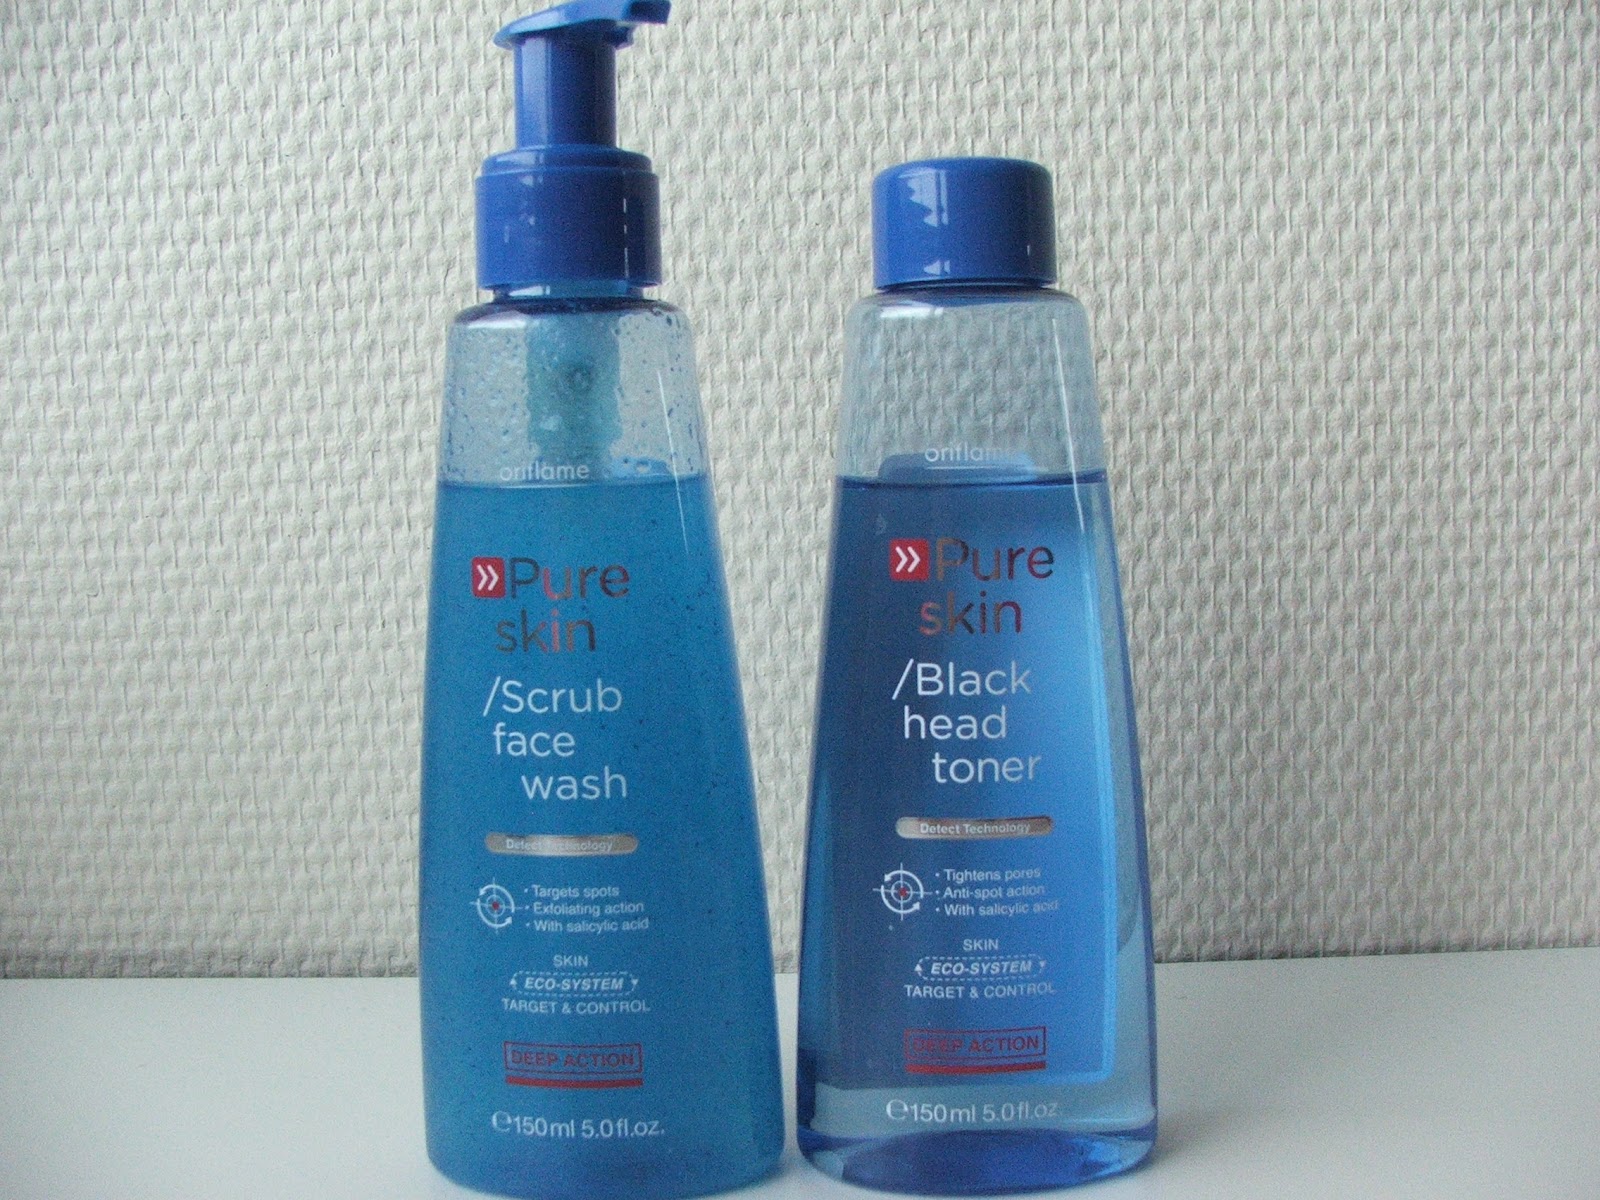 oriflame
Pure
skin
/Scrub
face
wash
Detect Technology
• Targets spots
• Exfoliating action
• With salicylic acid
SKIN
ECO-SYSTEM
TARGET & CONTROL
DEEP ACTION
℮150ml 5.0fl.oz.
oriflame
Pure
skin
/Black
head
toner
Detect Technology
• Tightens pores
• Anti-spot action
• With salicylic acid
SKIN
ECO-SYSTEM
TARGET & CONTROL
DEEP ACTION
℮150ml 5.0fl.oz.